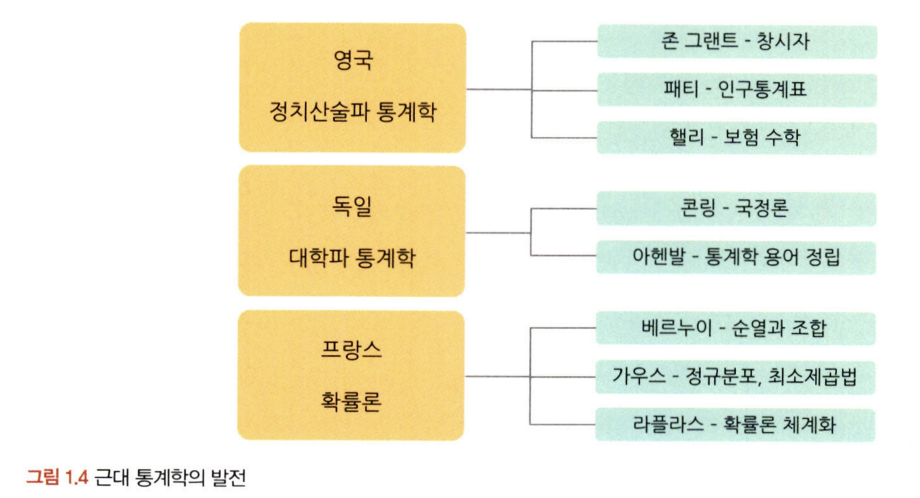 영국
정치산술파 통계학
존 그랜트 - 창시자
패티 - 인구통계표
핼리 - 보험 수학
독일
대학파 통계학
콘링 - 국정론
아헨발 - 통계학 용어 정립
프랑스
확률론
베르누이 - 순열과 조합
가우스 - 정규분포, 최소제곱법
라플라스 - 확률론 체계화
그림 1.4 근대 통계학의 발전